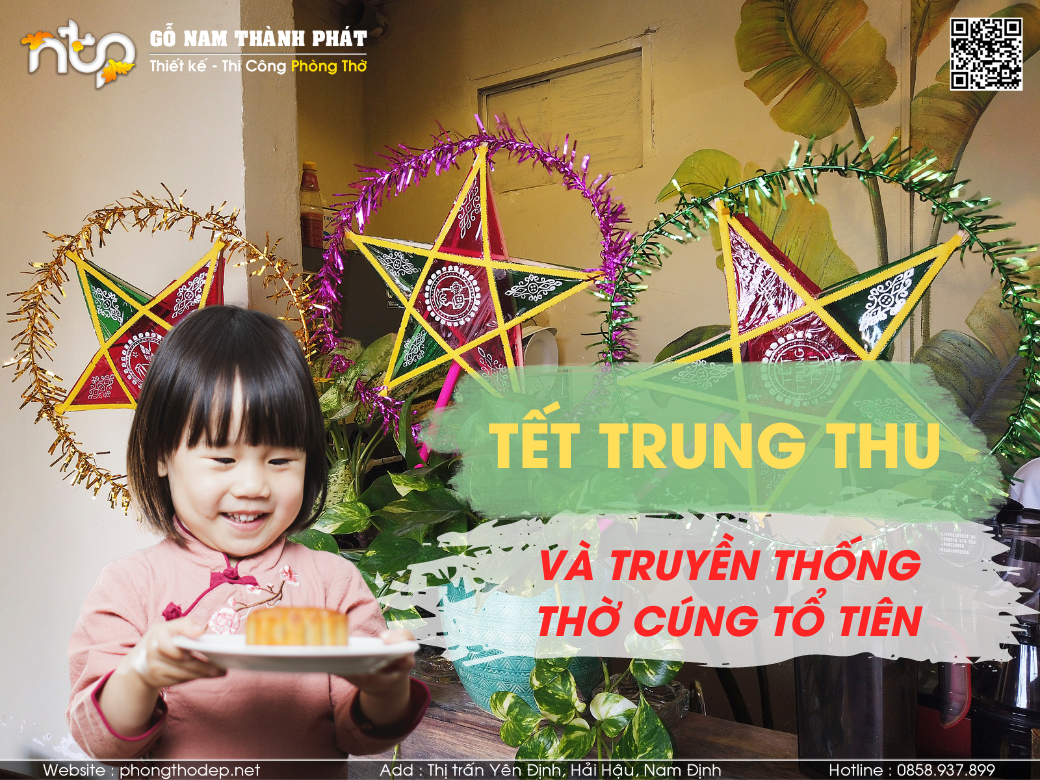 ntp
GỖ NAM THÀNH PHÁT
Thiết kế - Thi Công Phòng Thờ
TẾT TRUNG THU
VÀ TRUYỀN THỐNG
THỜ CÚNG TỔ TIÊN
Website : phongthodep.net
Add : Thị trấn Yên Định, Hải Hậu, Nam Định
Hotline : 0858.937.899